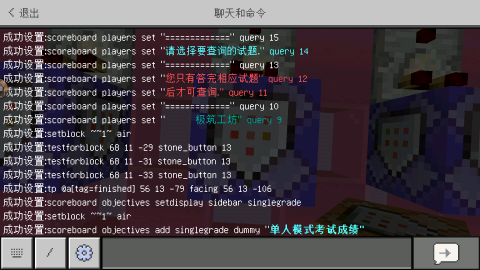 退出
聊天和命令
成功设置:scoreboard players set "=============" query 15
成功设置:scoreboard players set "请选择要查询的试题." query 14
成功设置:scoreboard players set "=============" query 13
成功设置:scoreboard players set "您只有答完相应试题" query 12
成功设置:scoreboard players set "后才可查询." query 11
成功设置:scoreboard players set "=============" query 10
成功设置:scoreboard players set "      极筑工坊" query 9
成功设置:setblock ~~1~ air
成功设置:testforblock 68 11 -29 stone_button 13
成功设置:testforblock 68 11 -31 stone_button 13
成功设置:testforblock 68 11 -33 stone_button 13
成功设置:tp @a[tag=finished] 56 13 -79 facing 56 13 -106
成功设置:scoreboard objectives setdisplay sidebar singlegrade
成功设置:setblock ~~1~ air
成功设置:scoreboard objectives add singlegrade dummy "单人模式考试成绩"
/